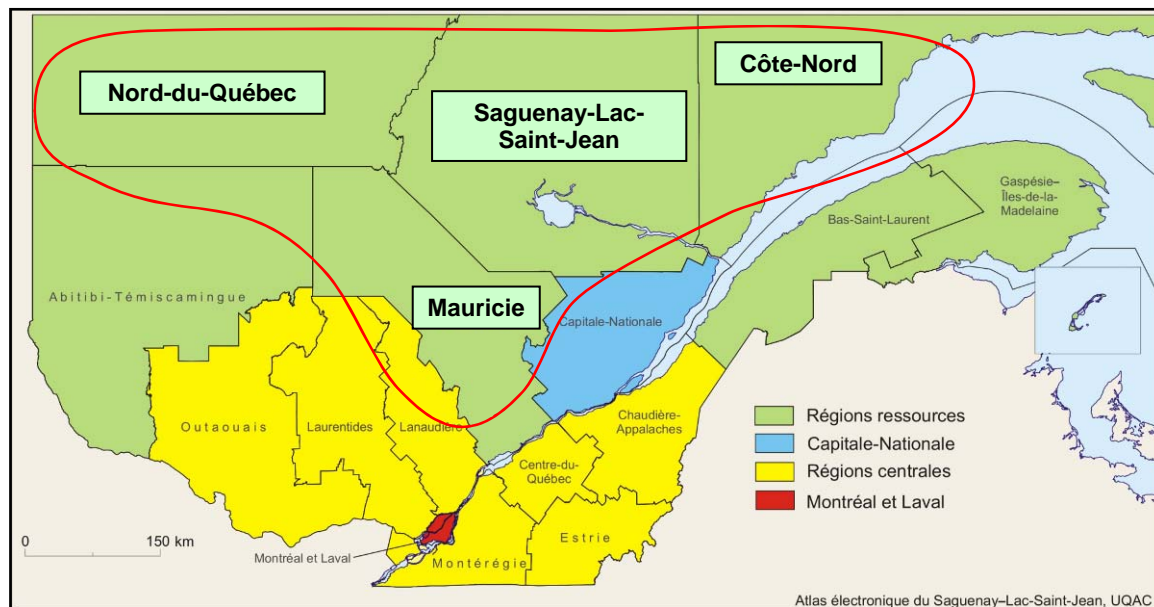 Côte-Nord
Nord-du-Québec
Saguenay-Lac-
Saint-Jean
Gaspésie–
Îles-de-la-
Madelaine
Bas-Saint-Laurent
Abitibi-Témiscamingue
Mauricie
Capitale-Nationale
Outaouais
Laurentides
Lanaudière
Chaudière-
Appalaches
Centre-du-
Québec
Régions ressources
Capitale-Nationale
Régions centrales
Montréal et Laval
0 150 km
Montréal et Laval
Montérégie
Estrie
Atlas électronique du Saguenay–Lac-Saint-Jean, UQAC